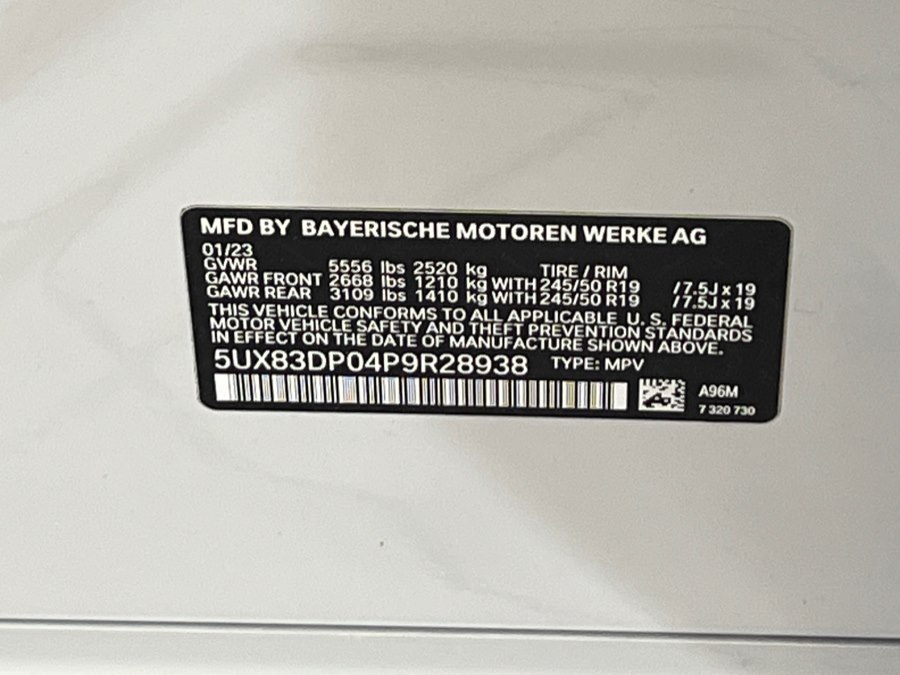 MFD BY BAYERISCHE MOTOREN WERKE AG
01/23
GVWR 5556 lbs 2520 kg TIRE / RIM
GAWR FRONT 2668 lbs 1210 kg WITH 245/50 R19 / 7.5J x 19
GAWR REAR 3109 lbs 1410 kg WITH 245/50 R19 / 7.5J x 19
THIS VEHICLE CONFORMS TO ALL APPLICABLE U. S. FEDERAL
MOTOR VEHICLE SAFETY AND THEFT PREVENTION STANDARDS
IN EFFECT ON THE DATE OF MANUFACTURE SHOWN ABOVE.
5UX83DP04P9R28938 TYPE: MPV
A96M
7 320 730